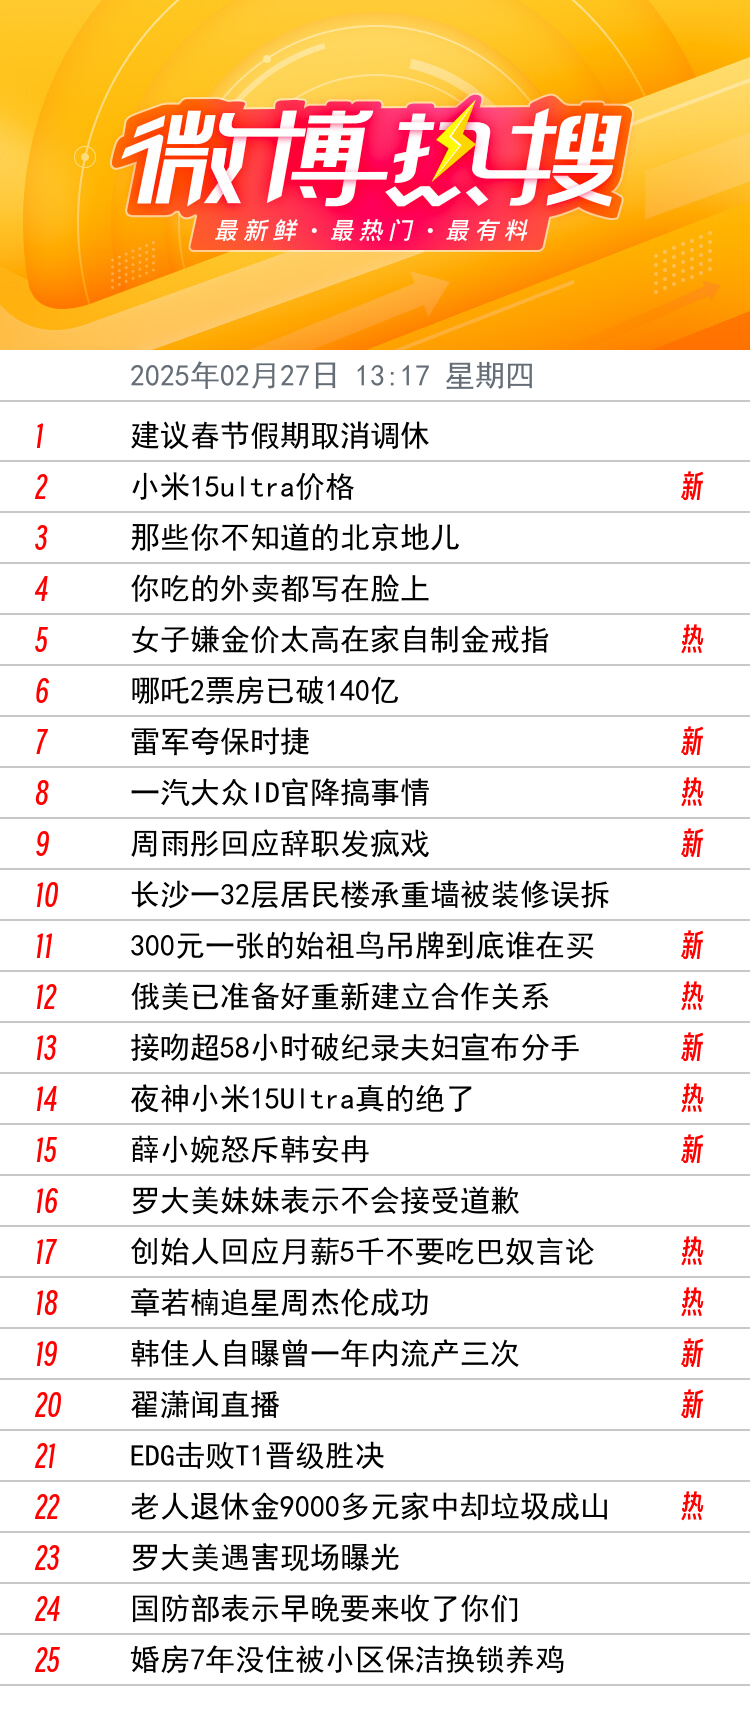 微博热搜
最新鲜·最热门·最有料
2025年02月27日 13:17 星期四
1 建议春节假期取消调休
2 小米15ultra价格 新
3 那些你不知道的北京地儿
4 你吃的外卖都写在脸上
5 女子嫌金价太高在家自制金戒指 热
6 哪吒2票房已破140亿
7 雷军夸保时捷 新
8 一汽大众ID官降搞事情 热
9 周雨彤回应辞职发疯戏 新
10 长沙一32层居民楼承重墙被装修误拆
11 300元一张的始祖鸟吊牌到底谁在买 新
12 俄美已准备好重新建立合作关系 热
13 接吻超58小时破纪录夫妇宣布分手 新
14 夜神小米15Ultra真的绝了 热
15 薛小婉怒斥韩安冉 新
16 罗大美妹妹表示不会接受道歉
17 创始人回应月薪5千不要吃巴奴言论 热
18 章若楠追星周杰伦成功 热
19 韩佳人自曝曾一年内流产三次 新
20 翟潇闻直播 新
21 EDG击败T1晋级胜决
22 老人退休金9000多元家中却垃圾成山 热
23 罗大美遇害现场曝光
24 国防部表示早晚要来收了你们
25 婚房7年没住被小区保洁换锁养鸡